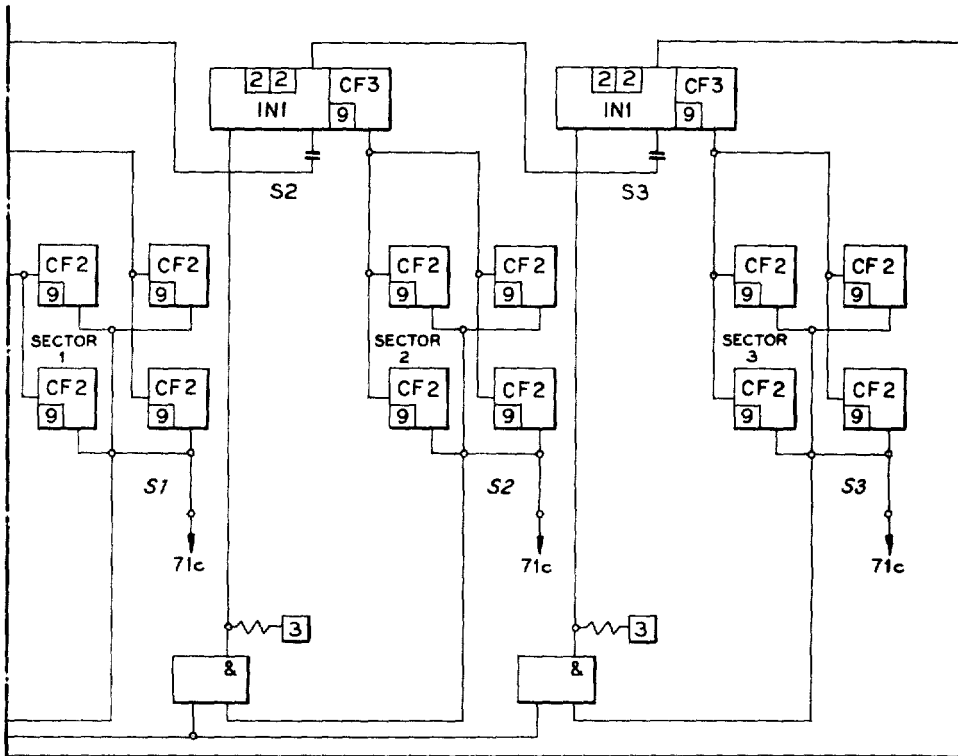 2 2 CF3
IN1 9
2 2 CF3
IN1 9
S2
S3
CF2 CF2 CF2 CF2 CF2 CF2
9 9 9 9 9 9
SECTOR 1
SECTOR 2
SECTOR 3
CF2 CF2 CF2 CF2 CF2 CF2
9 9 9 9 9 9
S1 S2 S3
71c 71c 71c
3 3
& &